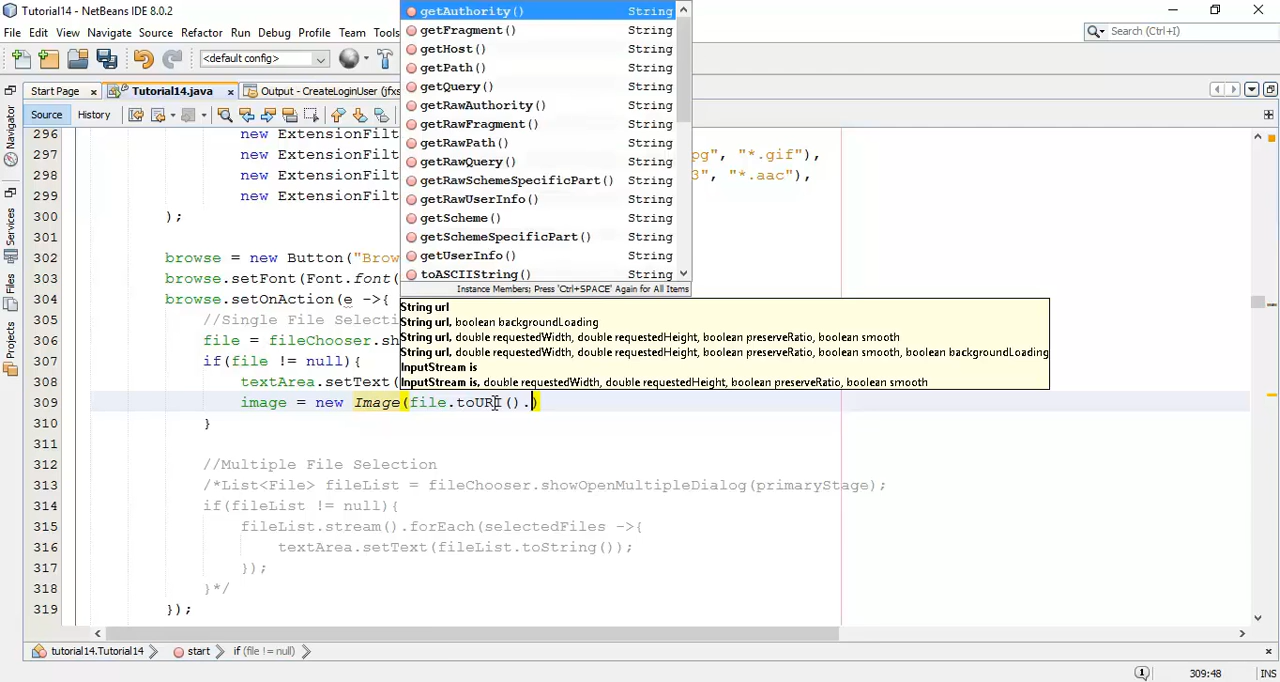 Tutorial14 - NetBeans IDE 8.0.2
File Edit View Navigate Source Refactor Run Debug Profile Team Tools
Search (Ctrl+I)
<default config>
Start Page
Tutorial14.java
Output - CreateLoginUser (jfxs
Source History
getAuthority() String
getFragment() String
getHost() String
getPath() String
getQuery() String
getRawAuthority() String
getRawFragment() String
getRawPath() String
getRawQuery() String
getRawSchemeSpecificPart() String
getRawUserInfo() String
getScheme() String
getSchemeSpecificPart() String
getUserInfo() String
toASCIIString() String
Instance Members; Press 'Ctrl+SPACE' Again for All Items
String url
String url, boolean backgroundLoading
String url, double requestedWidth, double requestedHeight, boolean preserveRatio, boolean smooth
String url, double requestedWidth, double requestedHeight, boolean preserveRatio, boolean smooth, boolean backgroundLoading
InputStream is
InputStream is, double requestedWidth, double requestedHeight, boolean preserveRatio, boolean smooth
Navigator
Services
Files
Projects
296 new ExtensionFilt
297 new ExtensionFilt pg", "*.gif"),
298 new ExtensionFilt 3", "*.aac"),
299 new ExtensionFilt
300 );
301
302 browse = new Button("Brow
303 browse.setFont(Font.font(
304 browse.setOnAction(e ->{
305 //Single File Selecti
306 file = fileChooser.sh
307 if(file != null){
308 textArea.setText(
309 image = new Image(file.toURI().)
310 }
311
312 //Multiple File Selection
313 /*List<File> fileList = fileChooser.showOpenMultipleDialog(primaryStage);
314 if(fileList != null){
315 fileList.stream().forEach(selectedFiles ->{
316 textArea.setText(fileList.toString());
317 });
318 }*/
319 });
tutorial14.Tutorial14 start if (file != null)
1 309:48 INS